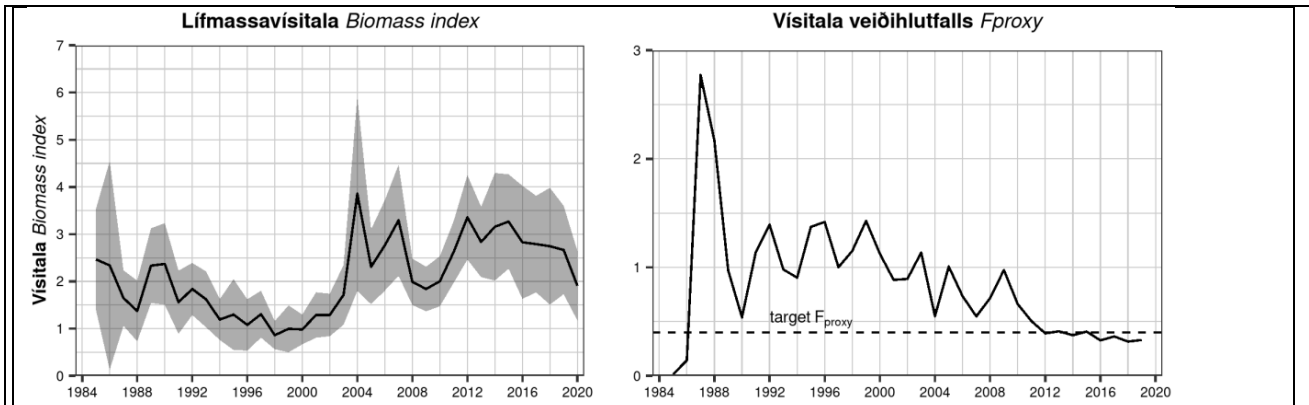 Lífmassavísitala Biomass index
Vísitala Biomass index
7
6
5
4
3
2
1
0
1984 1988 1992 1996 2000 2004 2008 2012 2016 2020
Vísitala veiðihlutfalls Fproxy
3
2
1
0
target Fproxy
1984 1988 1992 1996 2000 2004 2008 2012 2016 2020